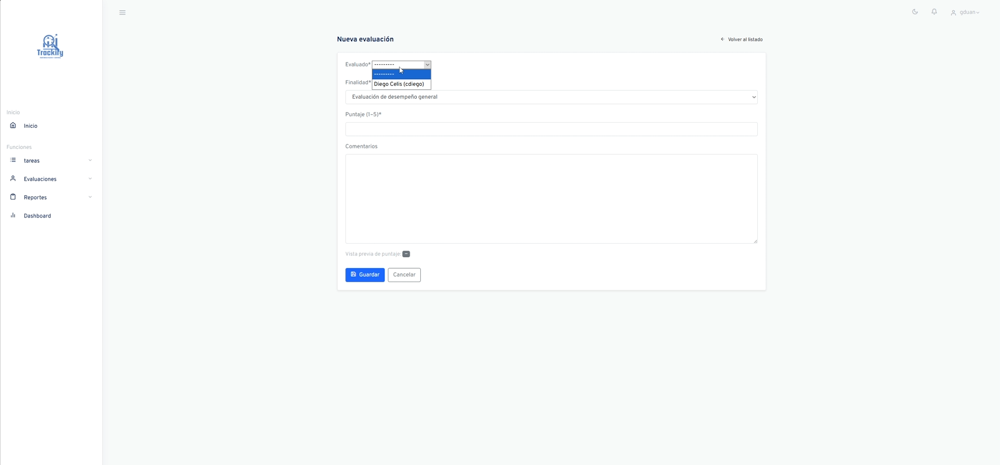 Trackify
gduan
Nueva evaluación
Volver al listado
Evaluado* ---------
---------
Diego Celis (cdiego)
Finalidad*
Evaluación de desempeño general
Puntaje (1–5)*
Comentarios
Vista previa de puntaje: –
Guardar Cancelar
Inicio
Inicio
Funciones
tareas
Evaluaciones
Reportes
Dashboard